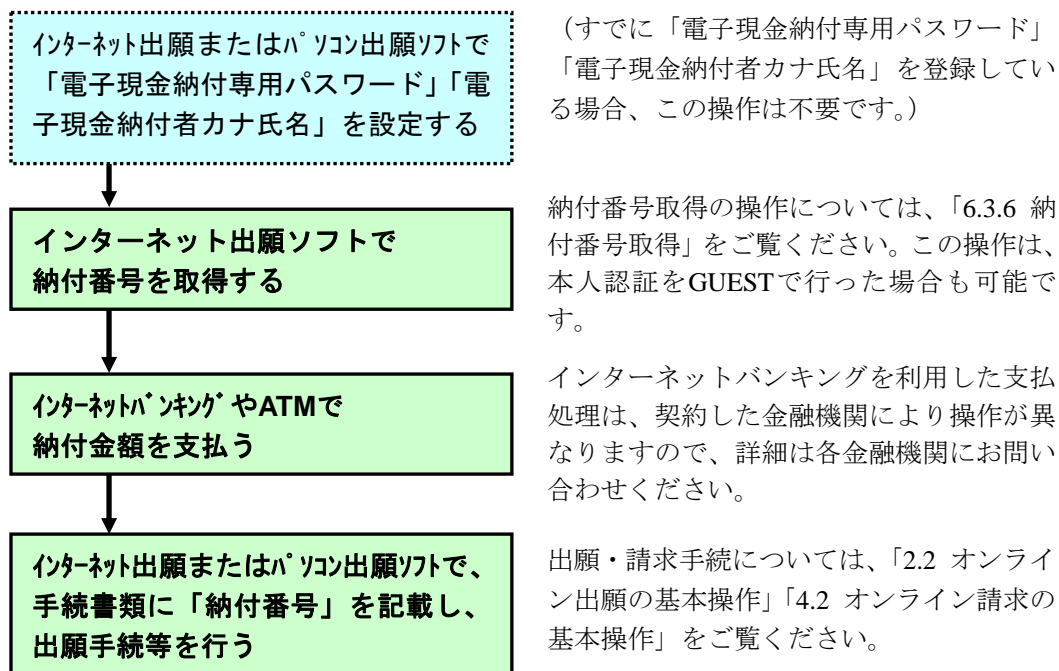 ｲﾝﾀｰﾈｯﾄ出願またはﾊﾟｿｺﾝ出願ｿﾌﾄで
「電子現金納付専用パスワード」「電
子現金納付者カナ氏名」を設定する
（すでに「電子現金納付専用パスワード」
「電子現金納付者カナ氏名」を登録してい
る場合、この操作は不要です。）
インターネット出願ソフトで
納付番号を取得する
納付番号取得の操作については、「6.3.6 納
付番号取得」をご覧ください。この操作は、
本人認証をGUESTで行った場合も可能で
す。
ｲﾝﾀｰﾈｯﾄﾊﾞﾝｷﾝｸﾞやATMで
納付金額を支払う
インターネットバンキングを利用した支払
処理は、契約した金融機関により操作が異
なりますので、詳細は各金融機関にお問い
合わせください。
ｲﾝﾀｰﾈｯﾄ出願またはﾊﾟｿｺﾝ出願ｿﾌﾄで、
手続書類に「納付番号」を記載し、
出願手続等を行う
出願・請求手続については、「2.2 オンライ
ン出願の基本操作」「4.2 オンライン請求の
基本操作」をご覧ください。